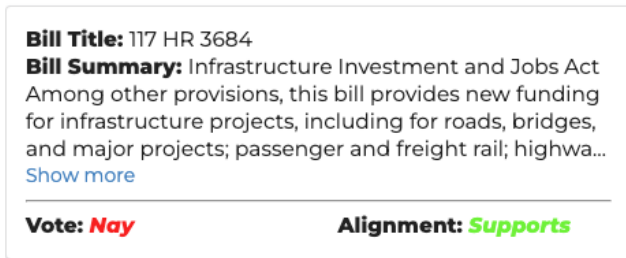 Bill Title: 117 HR 3684
Bill Summary: Infrastructure Investment and Jobs Act
Among other provisions, this bill provides new funding
for infrastructure projects, including for roads, bridges,
and major projects; passenger and freight rail; highwa...
Show more
Vote: Nay Alignment: Supports